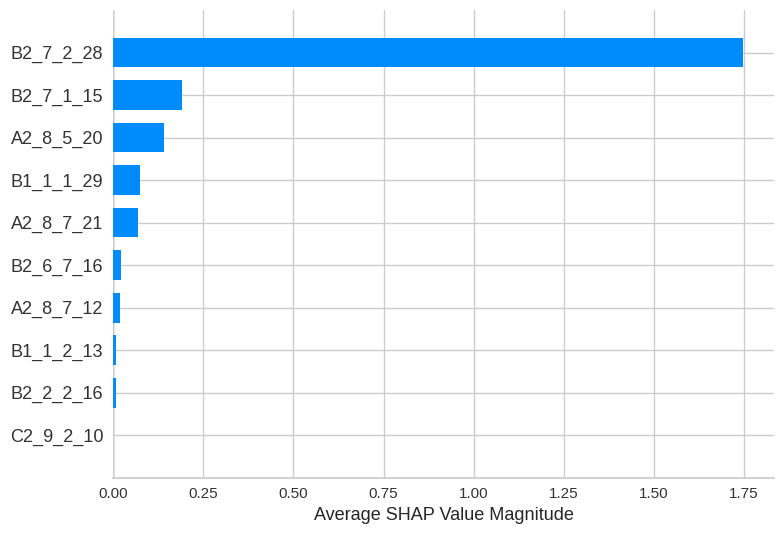 B2_7_2_28
B2_7_1_15
A2_8_5_20
B1_1_1_29
A2_8_7_21
B2_6_7_16
A2_8_7_12
B1_1_2_13
B2_2_2_16
C2_9_2_10
0.00 0.25 0.50 0.75 1.00 1.25 1.50 1.75
Average SHAP Value Magnitude